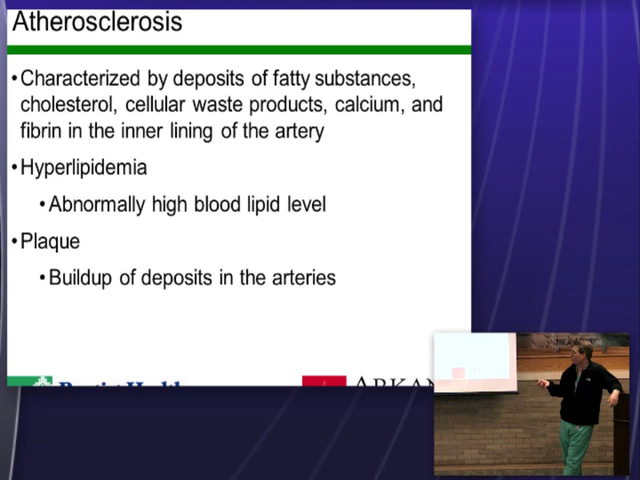 Atherosclerosis
•Characterized by deposits of fatty substances,
cholesterol, cellular waste products, calcium, and
fibrin in the inner lining of the artery
•Hyperlipidemia
•Abnormally high blood lipid level
•Plaque
•Buildup of deposits in the arteries
ARKAN